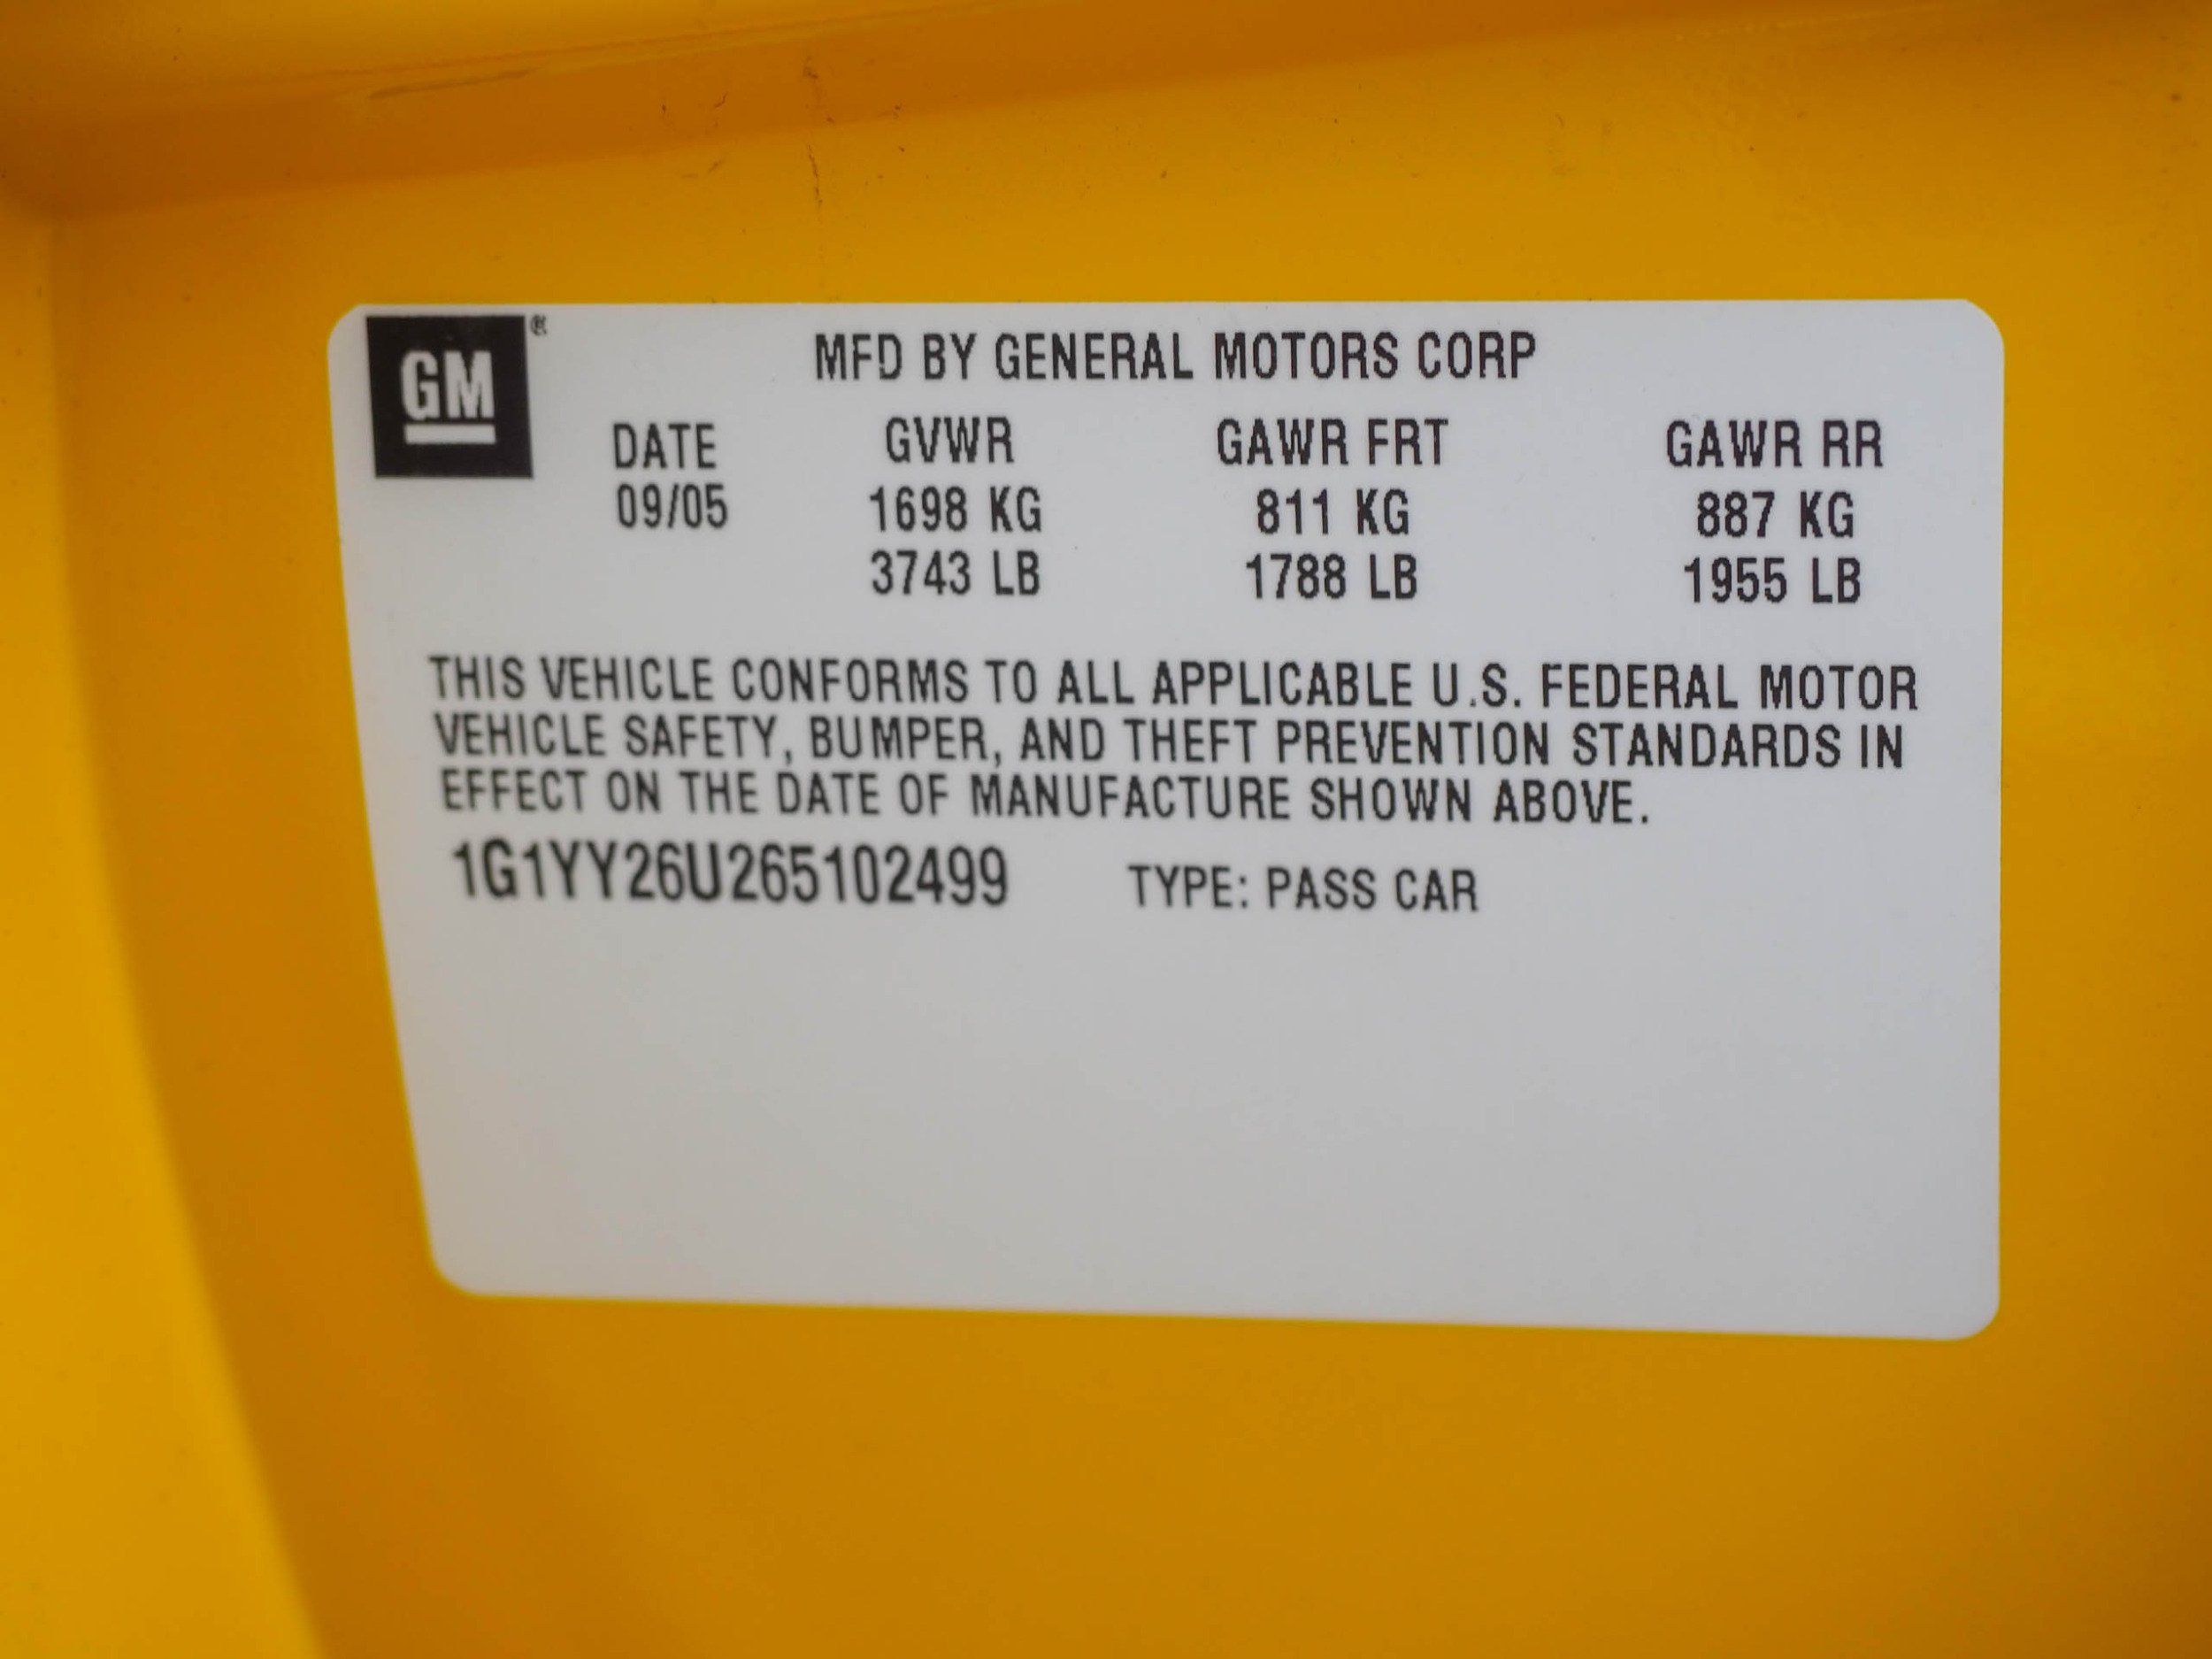 GM®
MFD BY GENERAL MOTORS CORP
DATE GVWR GAWR FRT GAWR RR
09/05 1698 KG 811 KG 887 KG
3743 LB 1788 LB 1955 LB
THIS VEHICLE CONFORMS TO ALL APPLICABLE U.S. FEDERAL MOTOR
VEHICLE SAFETY, BUMPER, AND THEFT PREVENTION STANDARDS IN
EFFECT ON THE DATE OF MANUFACTURE SHOWN ABOVE.
1G1YY26U265102499 TYPE: PASS CAR